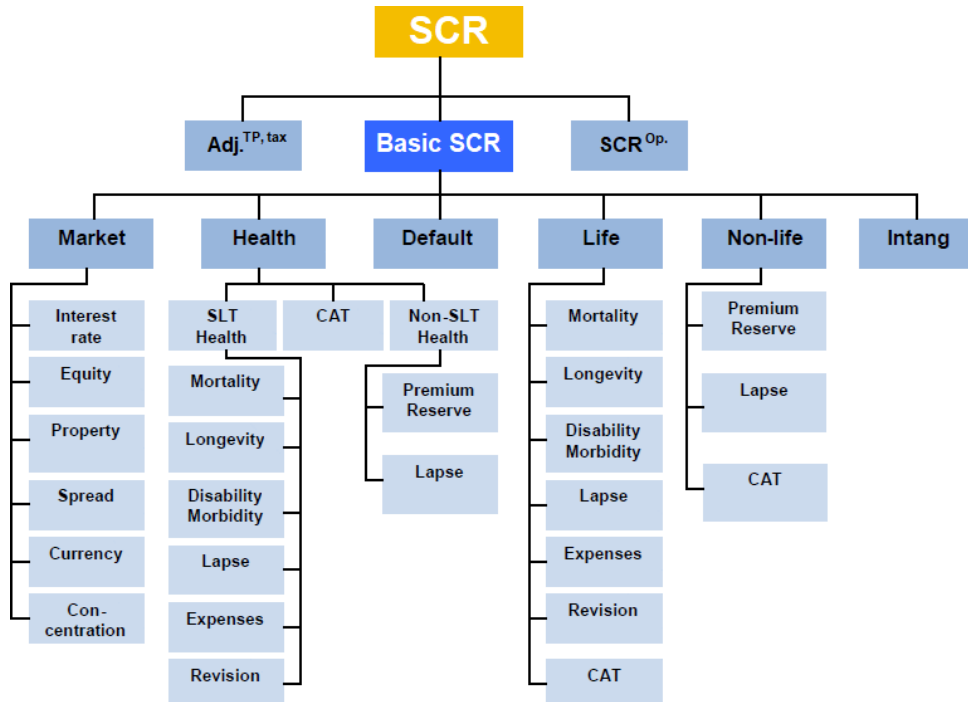 SCR
Adj.TP, tax
Basic SCR
SCR Op.
Market
Health
Default
Life
Non-life
Intang
Interest
rate
Equity
Property
Spread
Currency
Con-
centration
SLT
Health
CAT
Non-SLT
Health
Mortality
Longevity
Disability
Morbidity
Lapse
Expenses
Revision
Premium
Reserve
Lapse
Mortality
Longevity
Disability
Morbidity
Lapse
Expenses
Revision
CAT
Premium
Reserve
Lapse
CAT